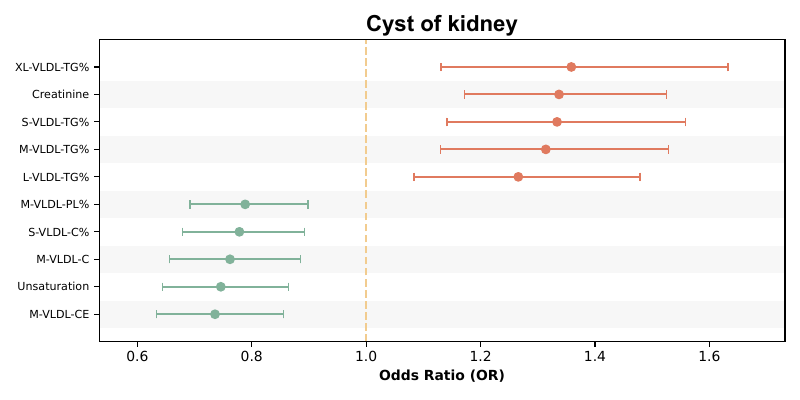 Cyst of kidney
XL-VLDL-TG%
Creatinine
S-VLDL-TG%
M-VLDL-TG%
L-VLDL-TG%
M-VLDL-PL%
S-VLDL-C%
M-VLDL-C
Unsaturation
M-VLDL-CE
0.6 0.8 1.0 1.2 1.4 1.6
Odds Ratio (OR)